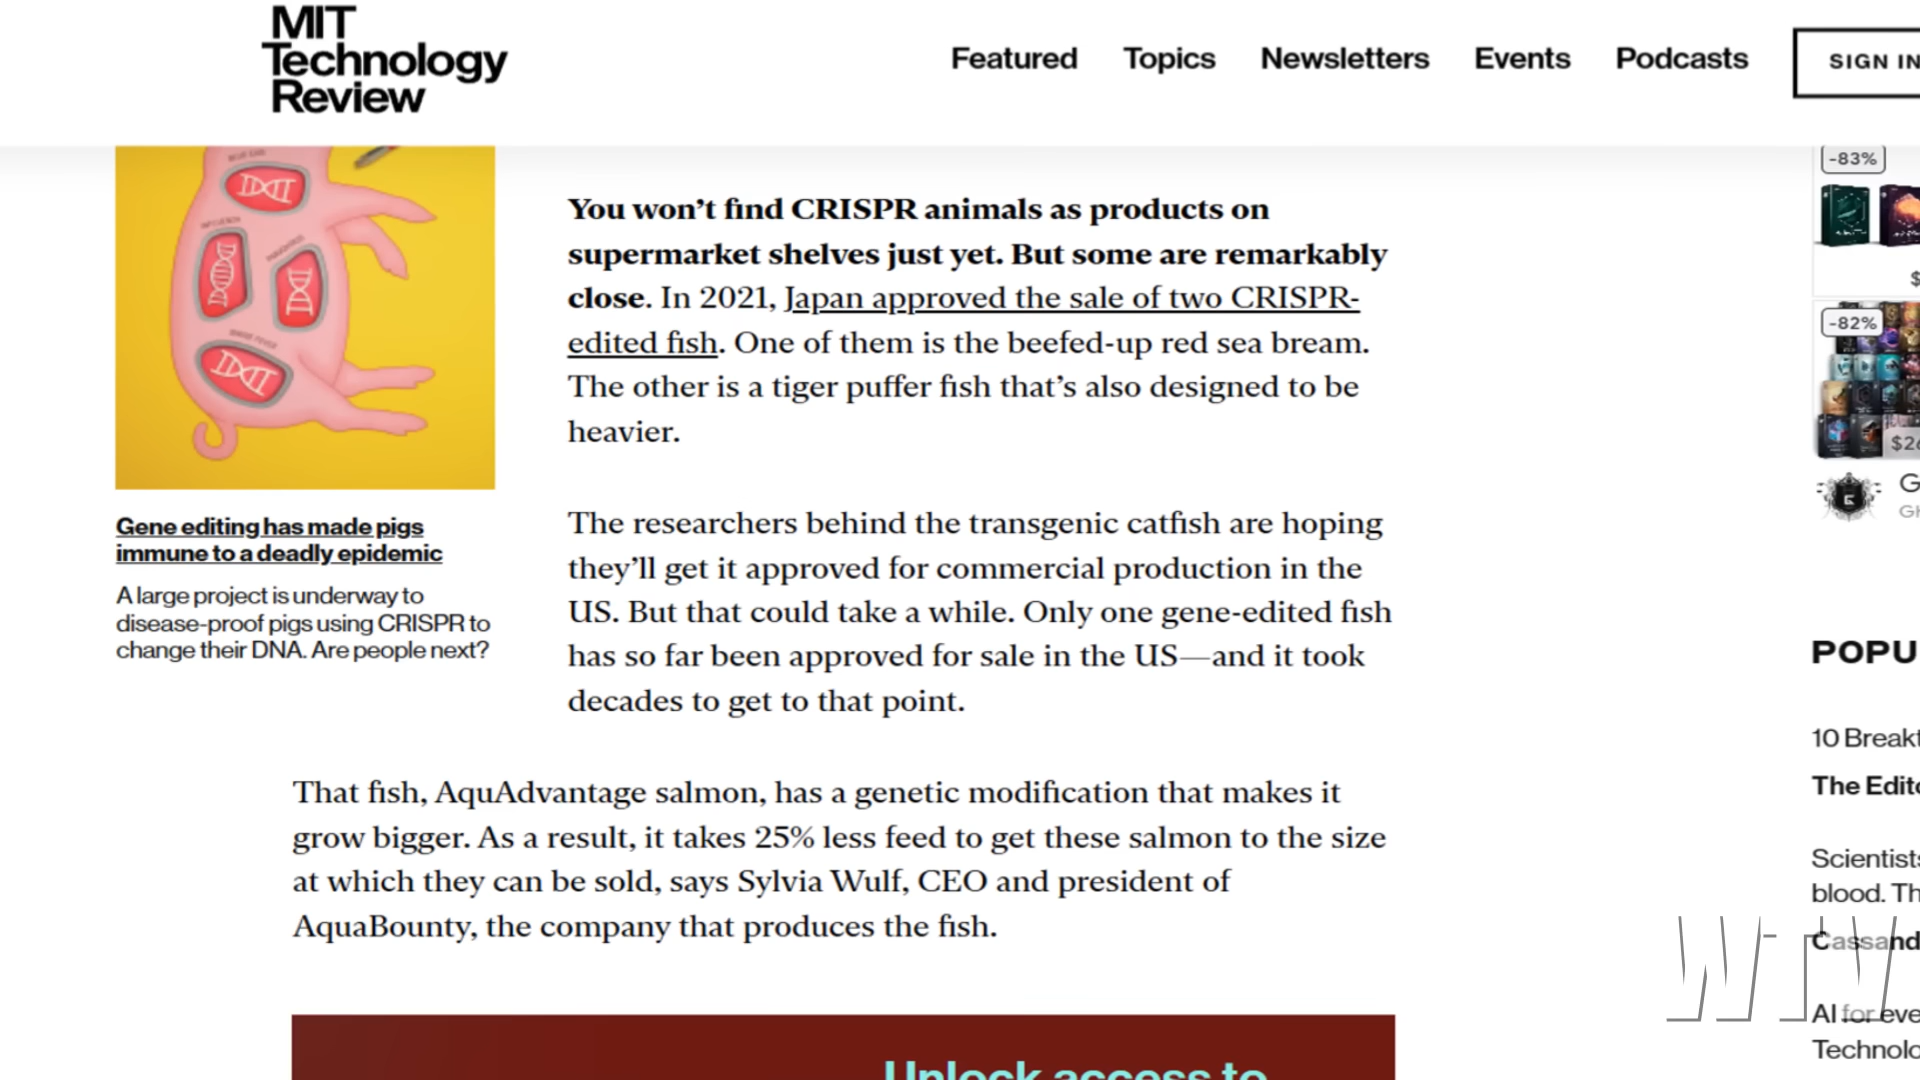 MIT
Technology
Review
Featured Topics Newsletters Events Podcasts SIGN IN
You won’t find CRISPR animals as products on
supermarket shelves just yet. But some are remarkably
close. In 2021, Japan approved the sale of two CRISPR-
edited fish. One of them is the beefed-up red sea bream.
The other is a tiger puffer fish that’s also designed to be
heavier.
Gene editing has made pigs
immune to a deadly epidemic
A large project is underway to
disease-proof pigs using CRISPR to
change their DNA. Are people next?
The researchers behind the transgenic catfish are hoping
they’ll get it approved for commercial production in the
US. But that could take a while. Only one gene-edited fish
has so far been approved for sale in the US—and it took
decades to get to that point.
That fish, AquAdvantage salmon, has a genetic modification that makes it
grow bigger. As a result, it takes 25% less feed to get these salmon to the size
at which they can be sold, says Sylvia Wulf, CEO and president of
AquaBounty, the company that produces the fish.
Unlock access to
-83%
$
-82%
$2
G
POPU
10 Breakt
The Edito
Scientists
blood. Th
Cassand
AI for eve
Technolo
WTV